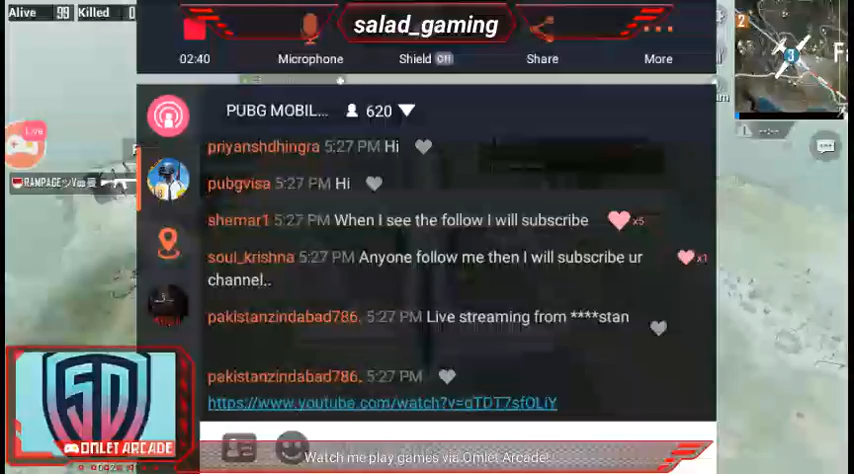 Alive 99 Killed 0
salad_gaming
02:40 Microphone Shield Off Share More
2
3
Live
PUBG MOBIL... 620
priyanshdhingra 5:27 PM Hi
pubgvisa 5:27 PM Hi
shemar1 5:27 PM When I see the follow I will subscribe x5
soul_krishna 5:27 PM Anyone follow me then I will subscribe ur x1
channel..
pakistanzindabad786. 5:27 PM Live streaming from ****stan
pakistanzindabad786. 5:27 PM
https://www.youtube.com/watch?v=gTDT7sfOLiY
SD
OMLET ARCADE
Watch me play games via Omlet Arcade!